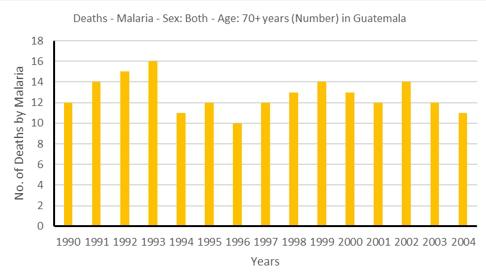 Deaths - Malaria - Sex: Both - Age: 70+ years (Number) in Guatemala
No. of Deaths by Malaria
18
16
14
12
10
8
6
4
2
0
1990 1991 1992 1993 1994 1995 1996 1997 1998 1999 2000 2001 2002 2003 2004
Years